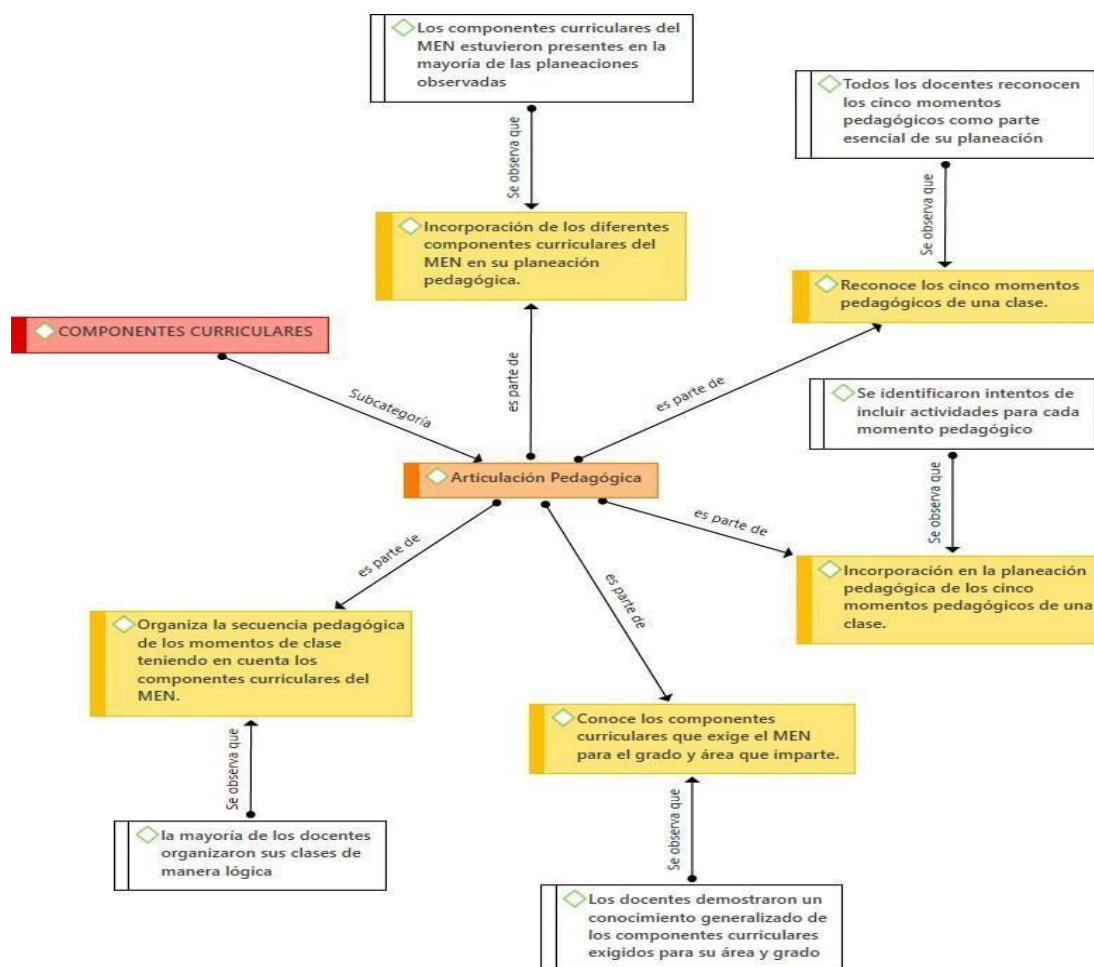 Los componentes curriculares del
MEN estuvieron presentes en la
mayoría de las planeaciones
observadas
Todos los docentes reconocen
los cinco momentos
pedagógicos como parte
esencial de su planeación
Se observa que
Se observa que
Incorporación de los diferentes
componentes curriculares del
MEN en su planeación
pedagógica.
Reconoce los cinco momentos
pedagógicos de una clase.
COMPONENTES CURRICULARES
Subcategoría
es parte de
es parte de
Se identificaron intentos de
incluir actividades para cada
momento pedagógico
Articulación Pedagógica
Se observa que
es parte de
es parte de
es parte de
Incorporación en la planeación
pedagógica de los cinco
momentos pedagógicos de una
clase.
Organiza la secuencia pedagógica
de los momentos de clase
teniendo en cuenta los
componentes curriculares del
MEN.
Conoce los componentes
curriculares que exige el MEN
para el grado y área que imparte.
Se observa que
Se observa que
la mayoría de los docentes
organizaron sus clases de
manera lógica
Los docentes demostraron un
conocimiento generalizado de
los componentes curriculares
exigidos para su área y grado